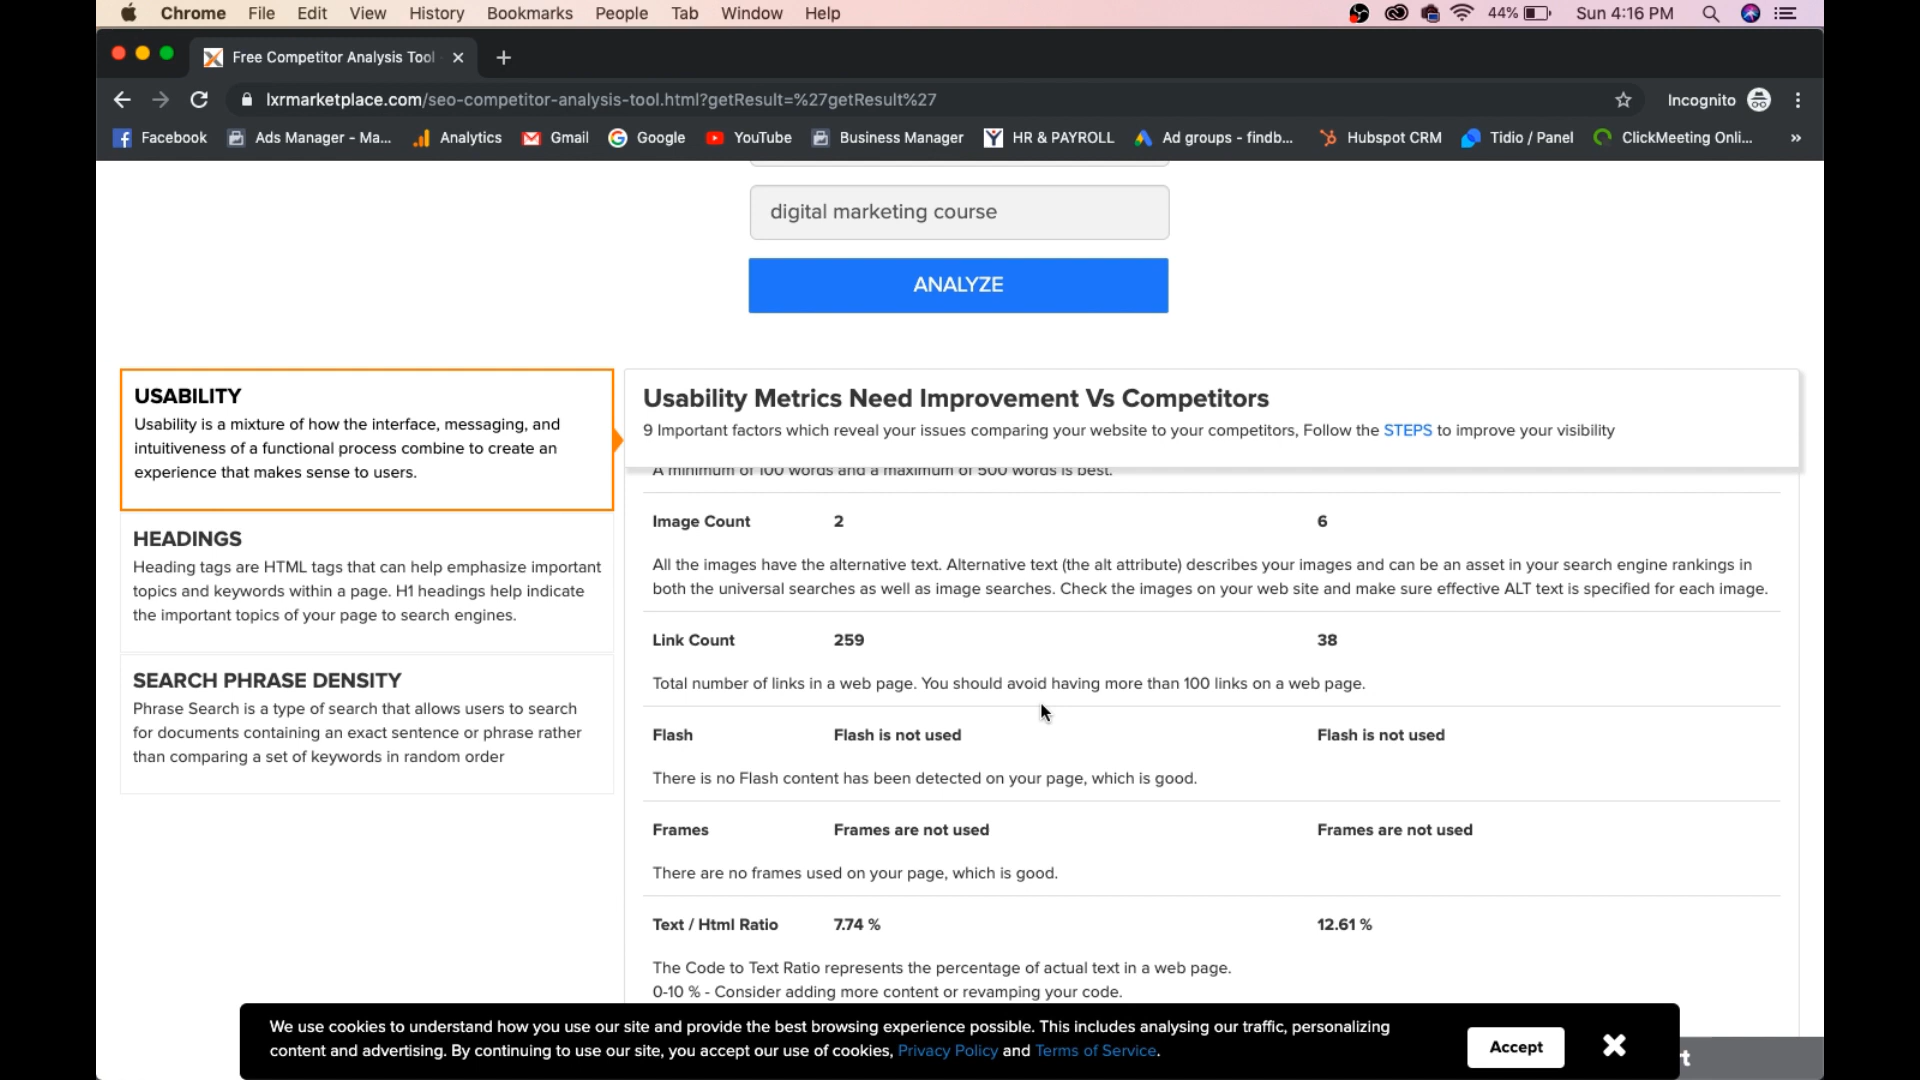 Chrome File Edit View History Bookmarks People Tab Window Help 44% Sun 4:16 PM
Free Competitor Analysis Tool
lxrmarketplace.com/seo-competitor-analysis-tool.html?getResult=%27getResult%27 Incognito
Facebook Ads Manager - Ma... Analytics Gmail Google YouTube Business Manager HR & PAYROLL Ad groups - findb... Hubspot CRM Tidio / Panel ClickMeeting Onli... »
digital marketing course
ANALYZE
USABILITY
Usability is a mixture of how the interface, messaging, and
intuitiveness of a functional process combine to create an
experience that makes sense to users.
HEADINGS
Heading tags are HTML tags that can help emphasize important
topics and keywords within a page. H1 headings help indicate
the important topics of your page to search engines.
SEARCH PHRASE DENSITY
Phrase Search is a type of search that allows users to search
for documents containing an exact sentence or phrase rather
than comparing a set of keywords in random order
Usability Metrics Need Improvement Vs Competitors
9 Important factors which reveal your issues comparing your website to your competitors, Follow the STEPS to improve your visibility
A minimum of 100 words and a maximum of 500 words is best.
Image Count 2 6
All the images have the alternative text. Alternative text (the alt attribute) describes your images and can be an asset in your search engine rankings in
both the universal searches as well as image searches. Check the images on your web site and make sure effective ALT text is specified for each image.
Link Count 259 38
Total number of links in a web page. You should avoid having more than 100 links on a web page.
Flash Flash is not used Flash is not used
There is no Flash content has been detected on your page, which is good.
Frames Frames are not used Frames are not used
There are no frames used on your page, which is good.
Text / Html Ratio 7.74 % 12.61 %
The Code to Text Ratio represents the percentage of actual text in a web page.
0-10 % - Consider adding more content or revamping your code.
We use cookies to understand how you use our site and provide the best browsing experience possible. This includes analysing our traffic, personalizing
content and advertising. By continuing to use our site, you accept our use of cookies, Privacy Policy and Terms of Service.
Accept